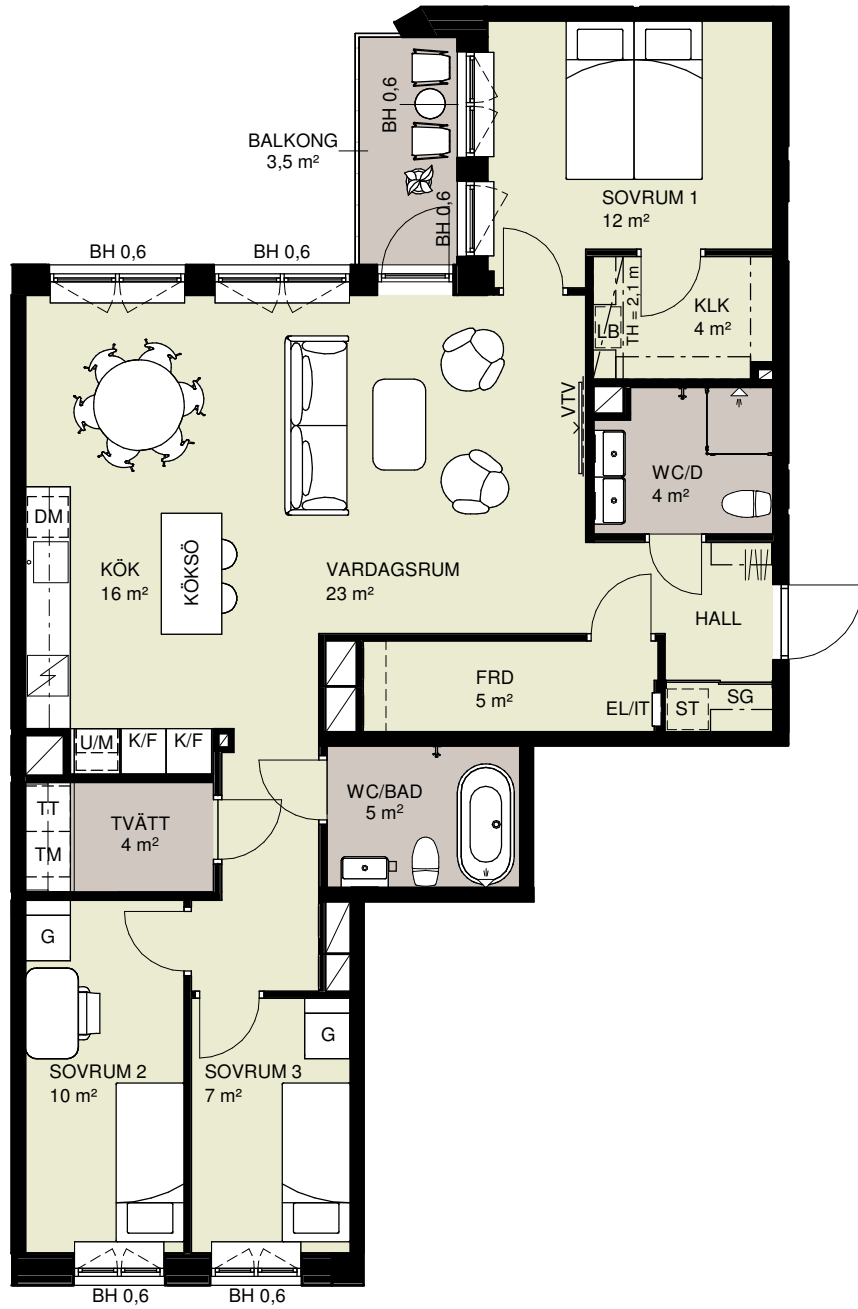 BH 0,6
BALKONG
3,5 m²
SOVRUM 1
12 m²
BH 0,6
BH 0,6
BH 0,6
TH = 2,1 m
LB
KLK
4 m²
VTV
WC/D
4 m²
DM
KÖK
16 m²
KÖKSÖ
VARDAGSRUM
23 m²
HALL
FRD
5 m²
EL/IT
ST
SG
U/M
K/F
K/F
TT
TM
TVÄTT
4 m²
WC/BAD
5 m²
G
G
SOVRUM 2
10 m²
SOVRUM 3
7 m²
BH 0,6
BH 0,6